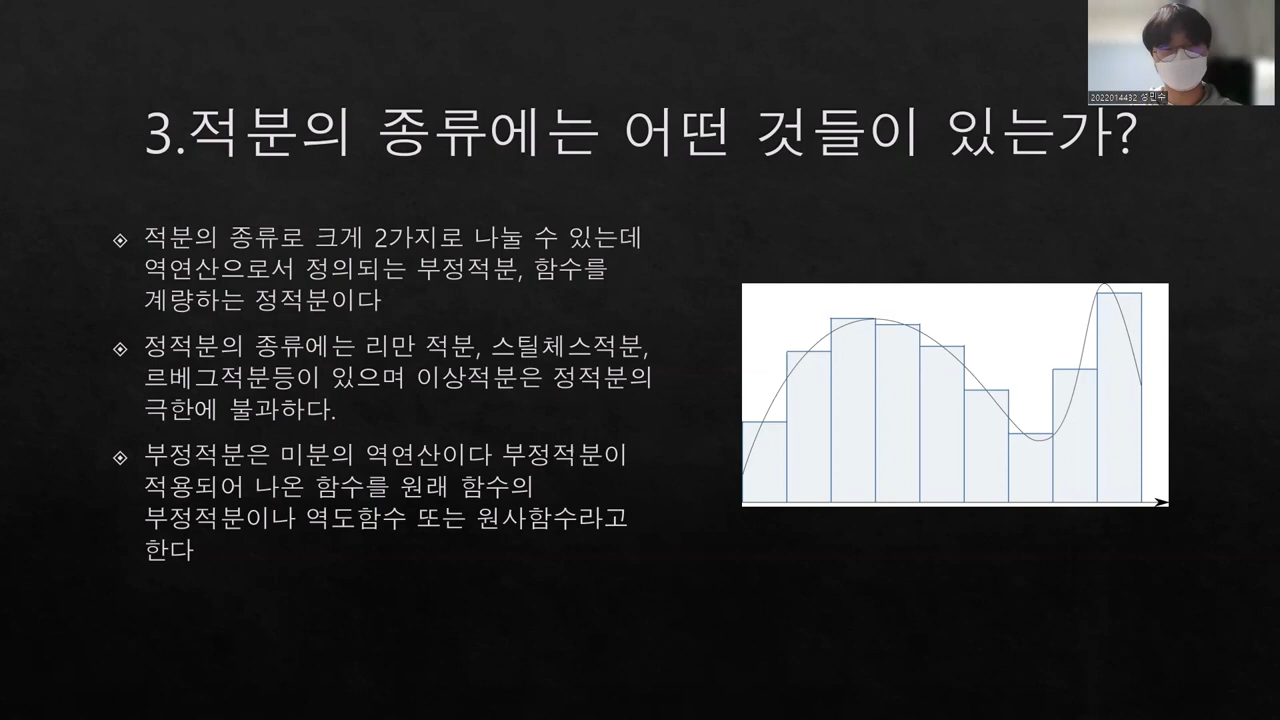 2022014432 성민수
3.적분의 종류에는 어떤 것들이 있는가?
적분의 종류로 크게 2가지로 나눌 수 있는데
역연산으로서 정의되는 부정적분, 함수를
계량하는 정적분이다
정적분의 종류에는 리만 적분, 스틸체스적분,
르베그적분등이 있으며 이상적분은 정적분의
극한에 불과하다.
부정적분은 미분의 역연산이다 부정적분이
적용되어 나온 함수를 원래 함수의
부정적분이나 역도함수 또는 원사함수라고
한다